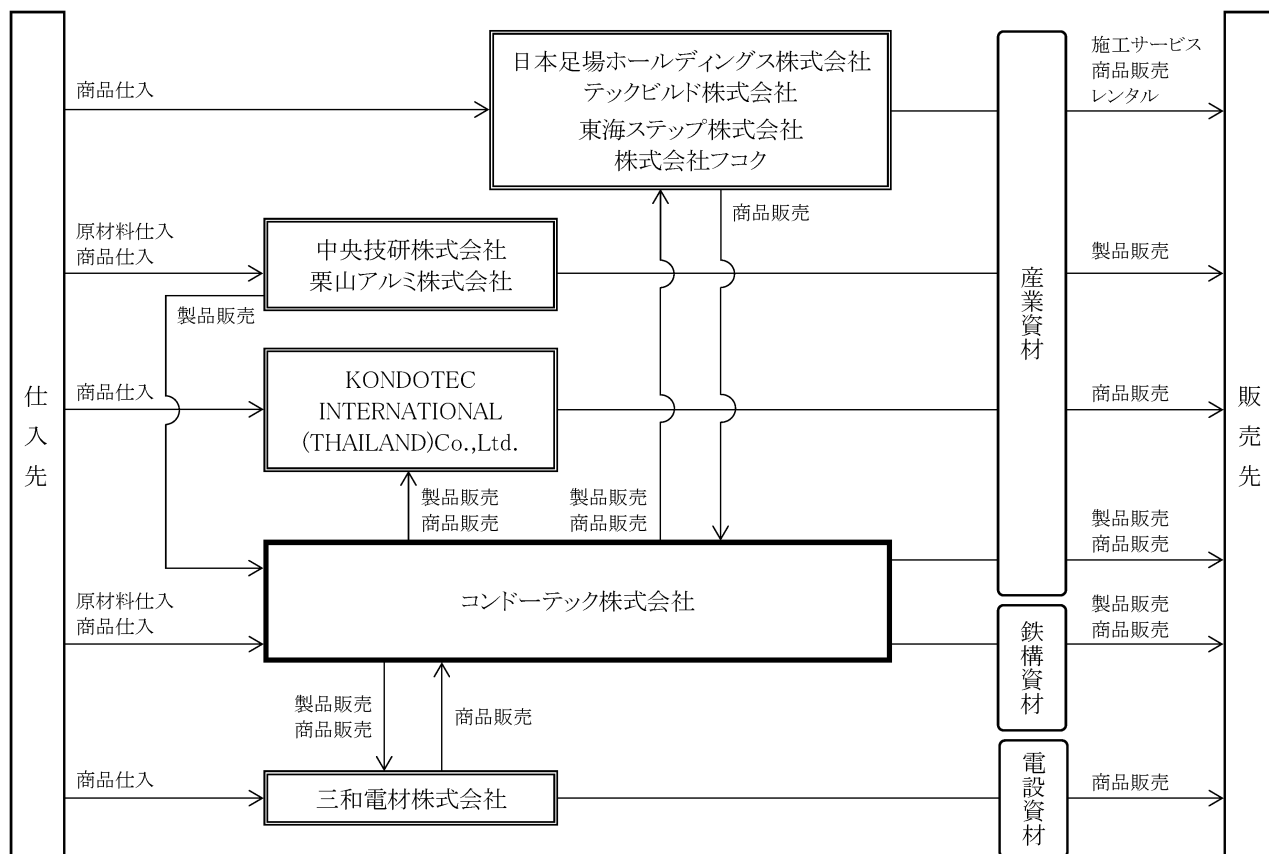 仕入先
商品仕入
日本足場ホールディングス株式会社
テックビルド株式会社
東海ステップ株式会社
株式会社フコク
施工サービス
商品販売
レンタル
商品販売
原材料仕入
商品仕入
中央技研株式会社
栗山アルミ株式会社
製品販売
製品販売
産業資材
商品仕入
KONDOTEC
INTERNATIONAL
(THAILAND)Co.,Ltd.
商品販売
販売先
製品販売
商品販売
製品販売
商品販売
製品販売
商品販売
コンドーテック株式会社
原材料仕入
商品仕入
鉄構資材
製品販売
商品販売
製品販売
商品販売
商品販売
商品仕入
三和電材株式会社
電設資材
商品販売